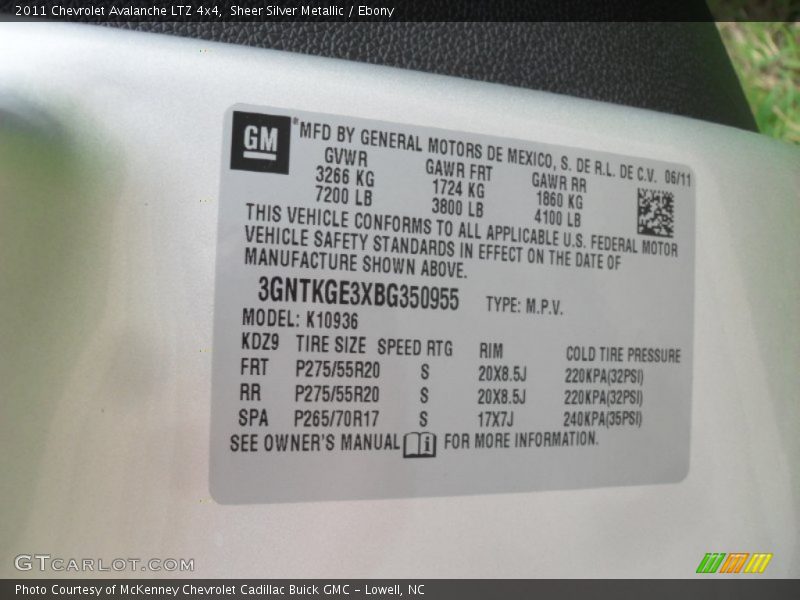 2011 Chevrolet Avalanche LTZ 4x4, Sheer Silver Metallic / Ebony
GM
*MFD BY GENERAL MOTORS DE MEXICO, S. DE R.L. DE C.V. 06/11
GVWR GAWR FRT GAWR RR
3266 KG 1724 KG 1860 KG
7200 LB 3800 LB 4100 LB
THIS VEHICLE CONFORMS TO ALL APPLICABLE U.S. FEDERAL MOTOR
VEHICLE SAFETY STANDARDS IN EFFECT ON THE DATE OF
MANUFACTURE SHOWN ABOVE.
3GNTKGE3XBG350955 TYPE: M.P.V.
MODEL: K10936
KDZ9 TIRE SIZE SPEED RTG RIM COLD TIRE PRESSURE
FRT P275/55R20 S 20X8.5J 220KPA(32PSI)
RR P275/55R20 S 20X8.5J 220KPA(32PSI)
SPA P265/70R17 S 17X7J 240KPA(35PSI)
SEE OWNER'S MANUAL i FOR MORE INFORMATION.
GTCARLOT.COM
Photo Courtesy of McKenney Chevrolet Cadillac Buick GMC - Lowell, NC